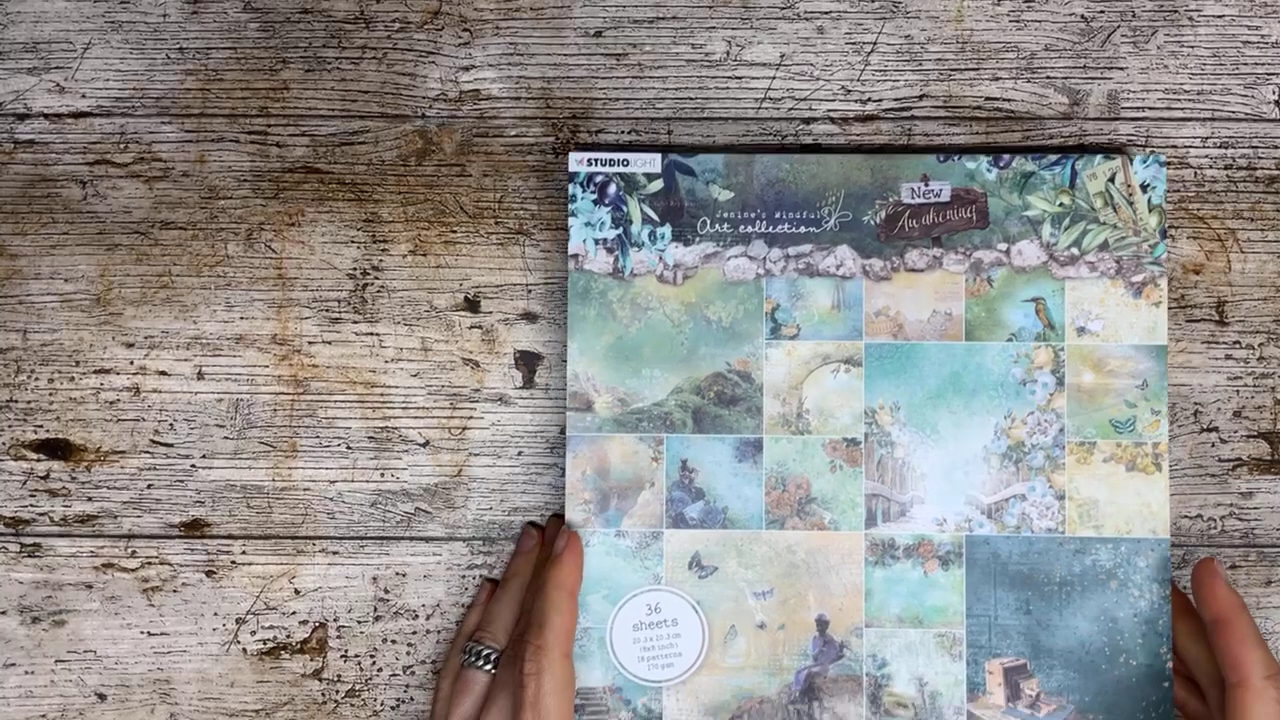 STUDIOLIGHT
Jenine's Mindful
Art collection
New
Awakening
36
sheets
20.3 x 20.3 cm
(8x8 inch)
18 patterns
170 gsm